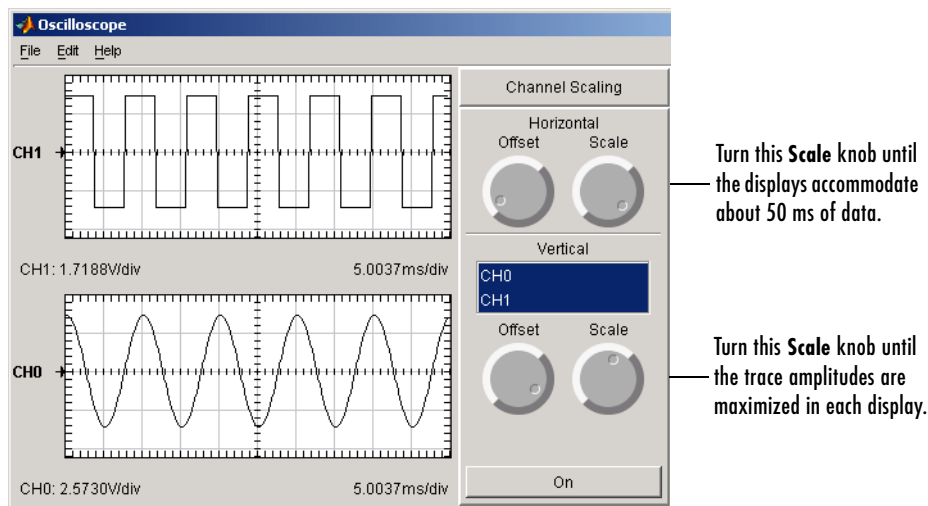 Oscilloscope
File Edit Help
CH1
CH1: 1.7188V/div 5.0037ms/div
CH0
CH0: 2.5730V/div 5.0037ms/div
Channel Scaling
Horizontal
Offset Scale
Vertical
CH0
CH1
Offset Scale
On
Turn this Scale knob until
the displays accommodate
about 50 ms of data.
Turn this Scale knob until
the trace amplitudes are
maximized in each display.